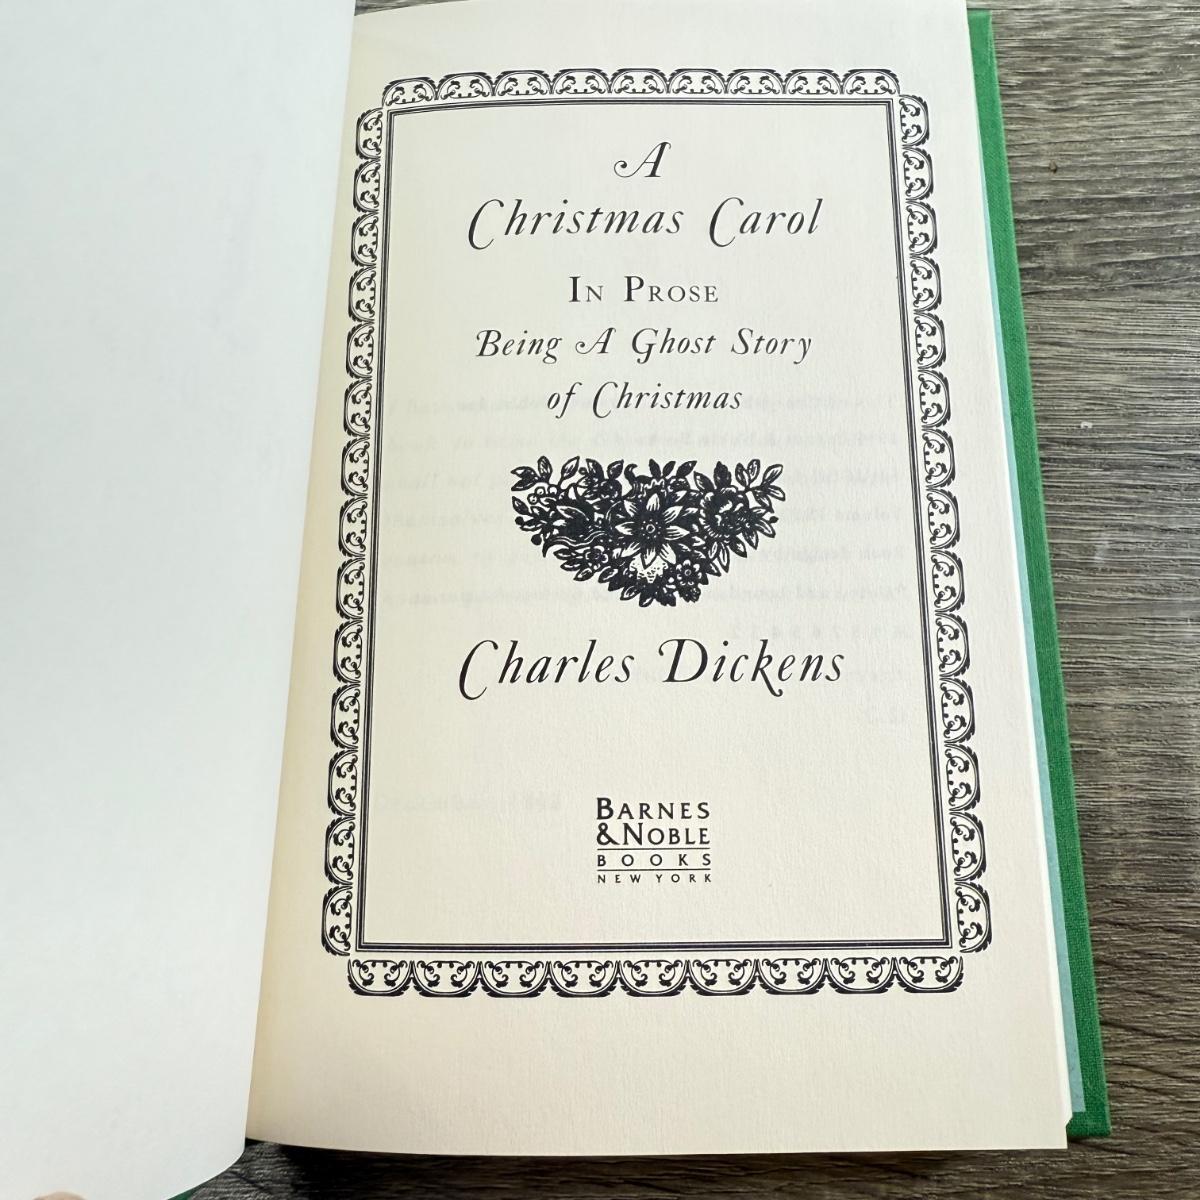 A
Christmas Carol
IN PROSE
Being A Ghost Story
of Christmas
Charles Dickens
BARNES
&NOBLE
BOOKS
NEW YORK